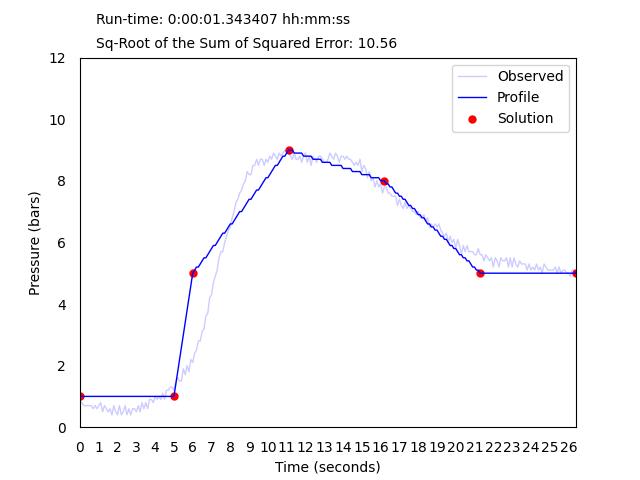 Run-time: 0:00:01.343407 hh:mm:ss
Sq-Root of the Sum of Squared Error: 10.56
12
10
8
6
4
2
0
Pressure (bars)
Observed
Profile
Solution
0 1 2 3 4 5 6 7 8 9 10 11 12 13 14 15 16 17 18 19 20 21 22 23 24 25 26
Time (seconds)